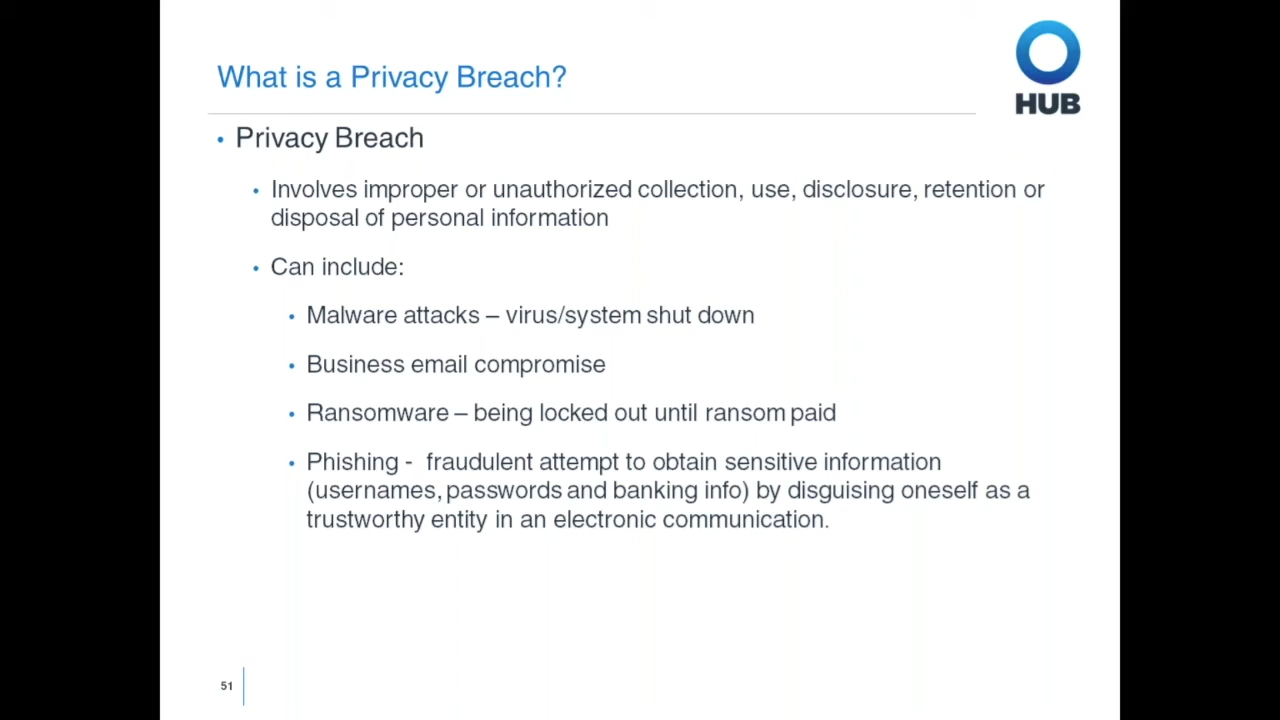 What is a Privacy Breach?
HUB
• Privacy Breach
• Involves improper or unauthorized collection, use, disclosure, retention or
disposal of personal information
• Can include:
• Malware attacks – virus/system shut down
• Business email compromise
• Ransomware – being locked out until ransom paid
• Phishing - fraudulent attempt to obtain sensitive information
(usernames, passwords and banking info) by disguising oneself as a
trustworthy entity in an electronic communication.
51